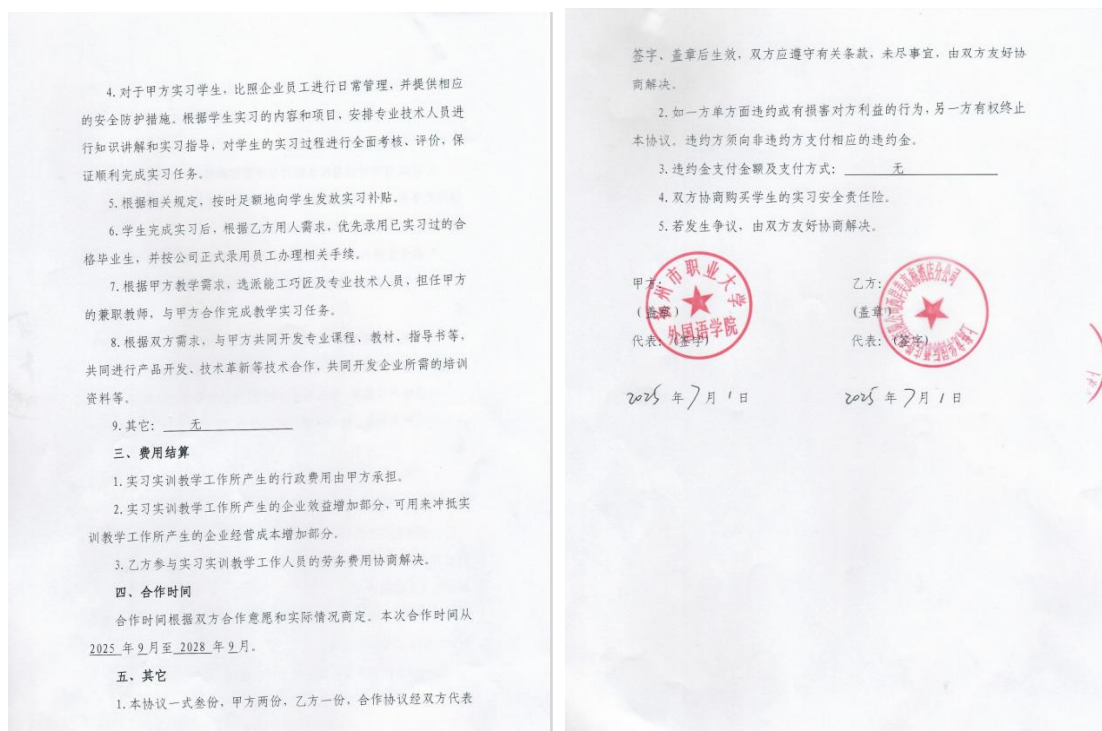 4.对于甲方实习学生，比照企业员工进行日常管理，并提供相应
的安全防护措施。根据学生实习的内容和项目，安排专业技术人员进
行知识讲解和实习指导，对学生的实习过程进行全面考核、评价，保
证顺利完成实习任务。
5.根据相关规定，按时足额地向学生发放实习补贴。
6.学生完成实习后，根据乙方用人需求，优先录用已实习过的合
格毕业生，并按公司正式录用员工办理相关手续。
7.根据甲方教学需求，选派能工巧匠及专业技术人员，担任甲方
的兼职教师，与甲方合作完成教学实习任务。
8.根据双方需求，与甲方共同开发专业课程、教材、指导书等，
共同进行产品开发、技术革新等技术合作，共同开发企业所需的培训
资料等。
9.其它：无
三、费用结算
1.实习实训教学工作所产生的行政费用由甲方承担。
2.实习实训教学工作所产生的企业效益增加部分，可用来冲抵实
训教学工作所产生的企业经营成本增加部分。
3.乙方参与实习实训教学工作人员的劳务费用协商解决。
四、合作时间
合作时间根据双方合作意愿和实际情况商定。本次合作时间从
2025 年 9 月至 2028 年 9 月。
五、其它
1.本协议一式叁份，甲方两份，乙方一份，合作协议经双方代表
签字、盖章后生效，双方应遵守有关条款，未尽事宜，由双方友好协
商解决。
2.如一方单方面违约或有损害对方利益的行为，另一方有权终止
本协议。违约方须向非违约方支付相应的违约金。
3.违约金支付金额及支付方式：无
4.双方协商购买学生的实习安全责任险。
5.若发生争议，由双方友好协商解决。
甲方：
（盖章）
代表：（签字）
州市职业大学
外国语学院
2025 年 7 月 1 日
乙方：
（盖章）
代表：（签字）
美高梅酒店分公司
2025 年 7 月 1 日